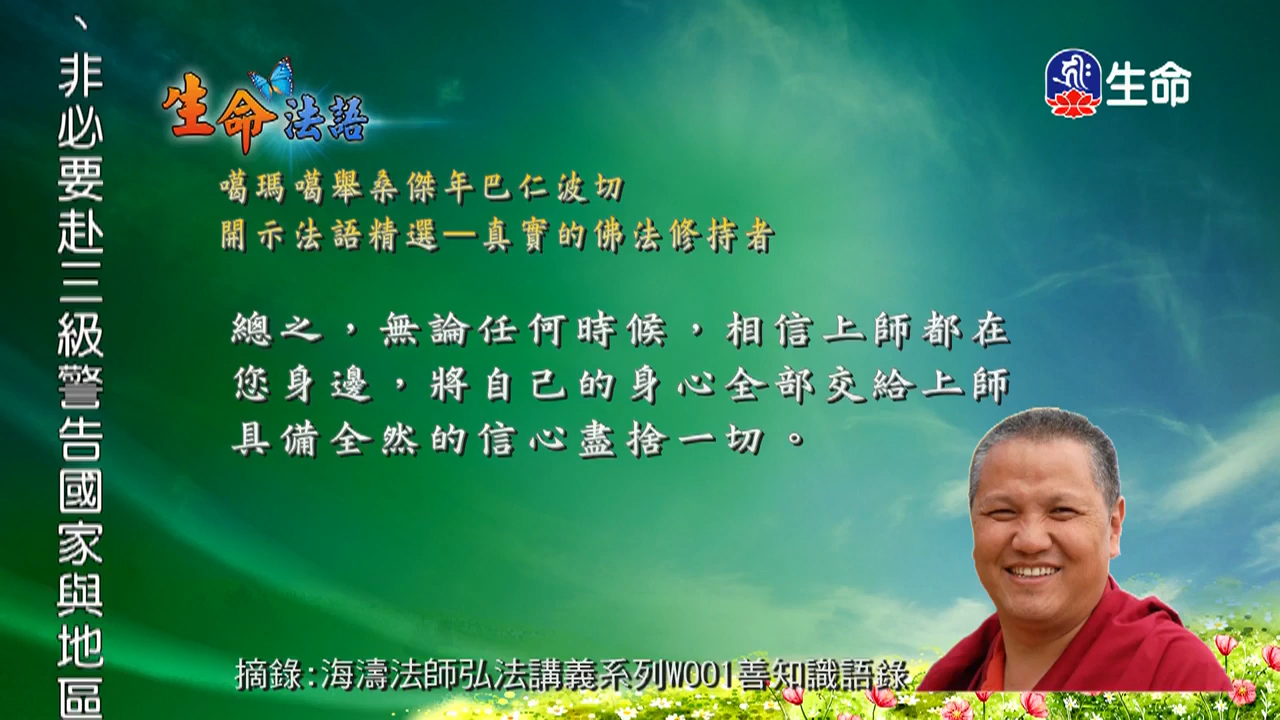 、非必要赴三級警告國家與地區
生命法語
生命
噶瑪噶舉桑傑年巴仁波切
開示法語精選—真實的佛法修持者
總之，無論任何時候，相信上師都在
您身邊，將自己的身心全部交給上師
具備全然的信心盡捨一切。
摘錄:海濤法師弘法講義系列W001善知識語錄